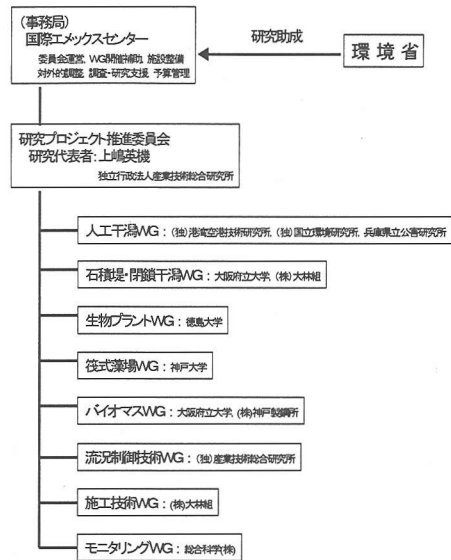 (事務局)
国際エメックスセンター
委員会運営、WG開催補助、施設整備
対外的調整、調査・研究支援、予算管理
研究助成
環境省
研究プロジェクト推進委員会
研究代表者:上嶋英機
独立行政法人産業技術総合研究所
人工干潟WG:(独)港湾空港技術研究所、(独)国立環境研究所、兵庫県立公害研究所
石積堤・閉鎖干潟WG:大阪府立大学、(株)大林組
生物プラントWG:徳島大学
筏式藻場WG:神戸大学
バイオマスWG:大阪府立大学、(株)神戸製鋼所
流況制御技術WG:(独)産業技術総合研究所
施工技術WG:(株)大林組
モニタリングWG:総合科学(株)